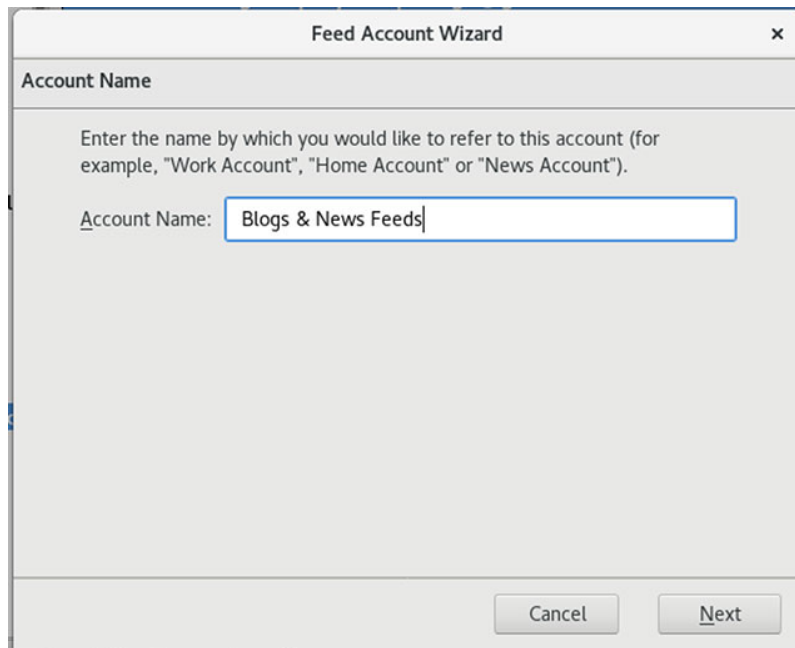 Feed Account Wizard
Account Name
Enter the name by which you would like to refer to this account (for
example, "Work Account", "Home Account" or "News Account").
Account Name: Blogs & News Feeds
Cancel Next